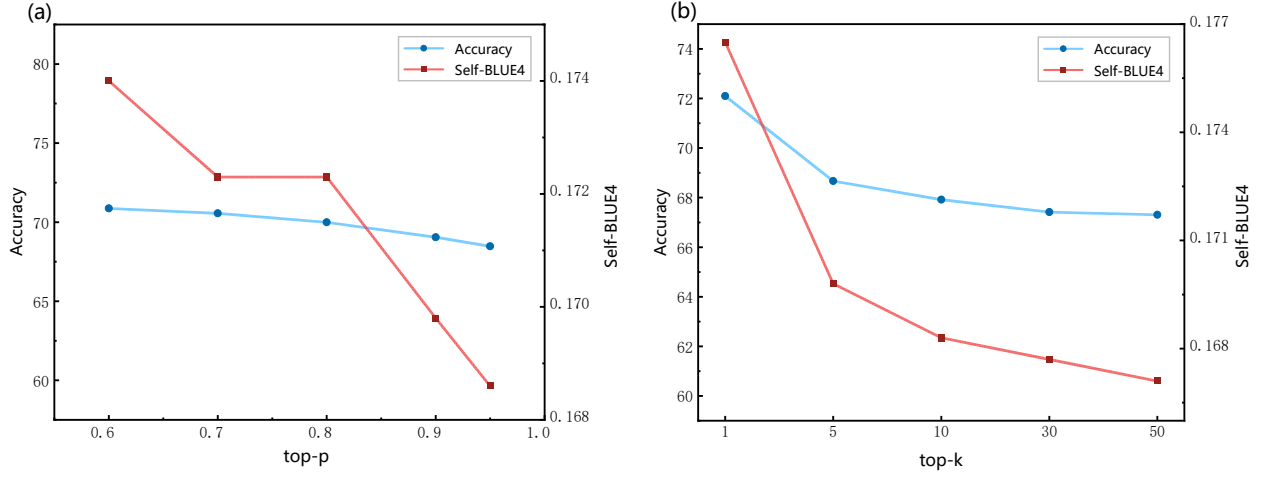 (a)
Accuracy
Self-BLUE4
80
75
70
65
60
Accuracy
0.174
0.172
0.170
0.168
Self-BLUE4
0.6 0.7 0.8 0.9 1.0
top-p
(b)
Accuracy
Self-BLUE4
74
72
70
68
66
64
62
60
Accuracy
0.177
0.174
0.171
0.168
Self-BLUE4
1 5 10 30 50
top-k